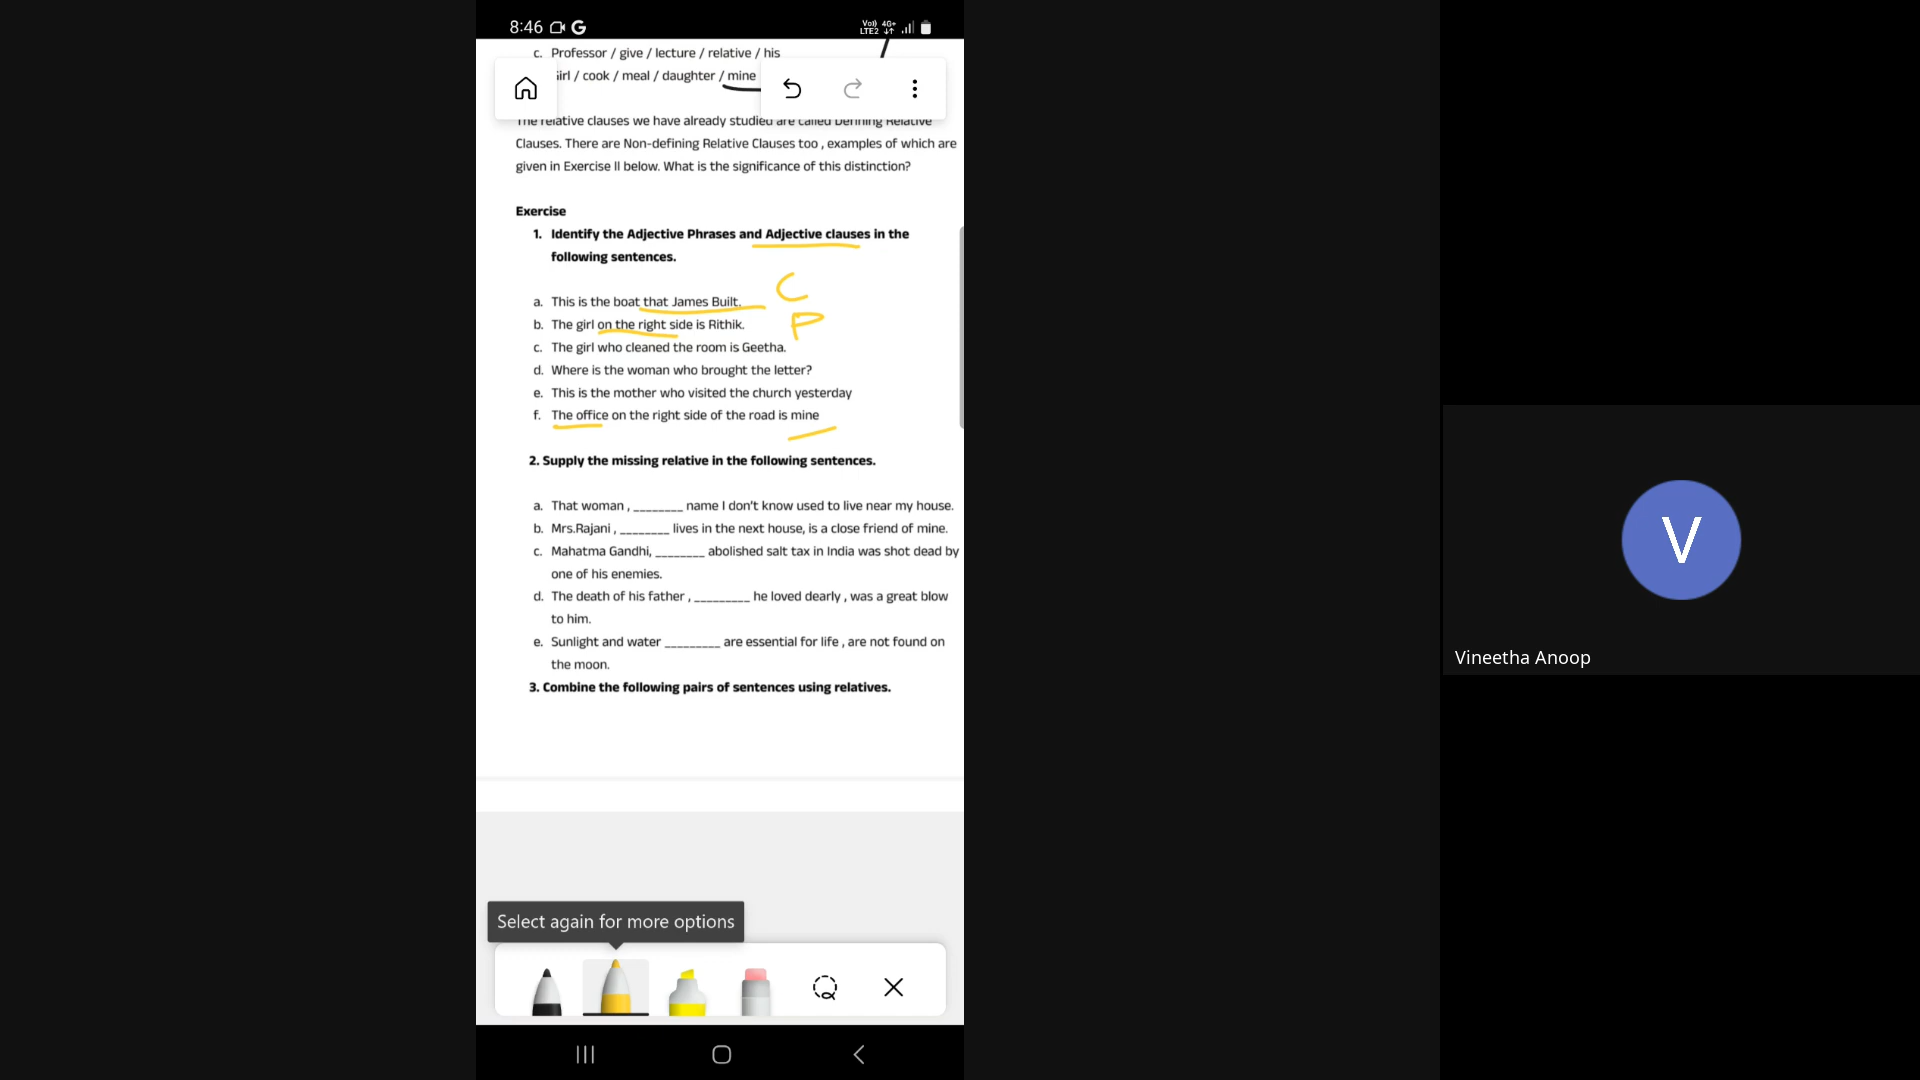 8:46
Vo)) 4G+
LTE2
c. Professor / give / lecture / relative / his
irl / cook / meal / daughter / mine
The relative clauses we have already studied are called Defining Relative
Clauses. There are Non-defining Relative Clauses too , examples of which are
given in Exercise II below. What is the significance of this distinction?
Exercise
1. Identify the Adjective Phrases and Adjective clauses in the
following sentences.
C
a. This is the boat that James Built.
P
b. The girl on the right side is Rithik.
c. The girl who cleaned the room is Geetha.
d. Where is the woman who brought the letter?
e. This is the mother who visited the church yesterday
f. The office on the right side of the road is mine
2. Supply the missing relative in the following sentences.
a. That woman , ________ name I don't know used to live near my house.
b. Mrs.Rajani , ________ lives in the next house, is a close friend of mine.
c. Mahatma Gandhi, ________ abolished salt tax in India was shot dead by
one of his enemies.
d. The death of his father , _________ he loved dearly , was a great blow
to him.
e. Sunlight and water _________ are essential for life , are not found on
the moon.
3. Combine the following pairs of sentences using relatives.
Select again for more options
V
Vineetha Anoop